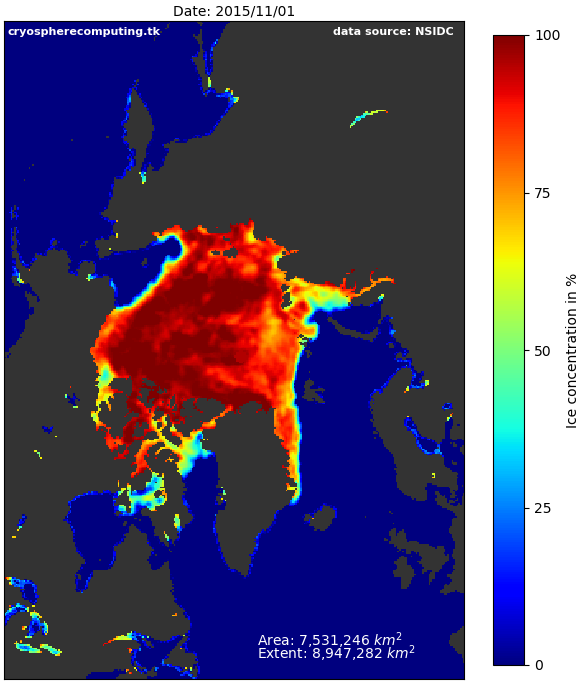 Date: 2015/11/01
cryospherecomputing.tk
data source: NSIDC
100
75
50
25
0
Ice concentration in %
Area: 7,531,246 km²
Extent: 8,947,282 km²